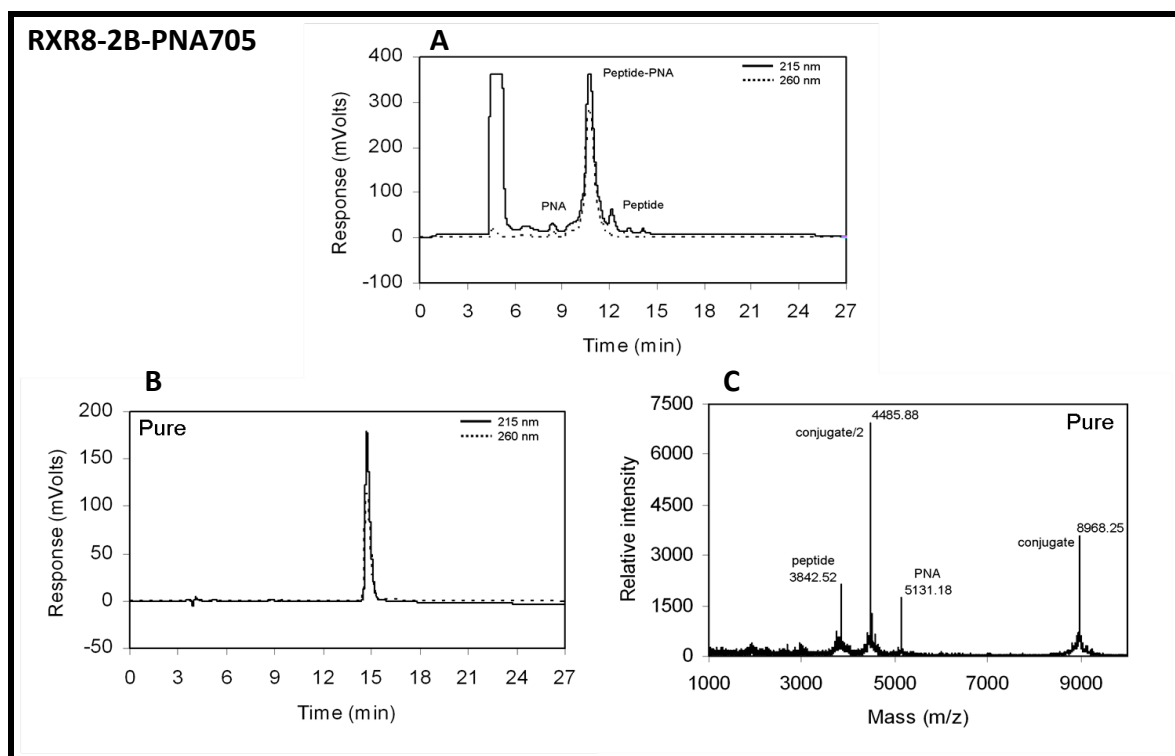 RXR8-2B-PNA705
A
400
300
200
100
0
-100
Response (mVolts)
215 nm
260 nm
Peptide-PNA
PNA
Peptide
0 3 6 9 12 15 18 21 24 27
Time (min)
B
200
150
100
50
0
-50
Response (mVolts)
Pure
215 nm
260 nm
0 3 6 9 12 15 18 21 24 27
Time (min)
C
7500
6000
4500
3000
1500
0
Relative intensity
Pure
4485.88
conjugate/2
8968.25
conjugate
peptide
3842.52
PNA
5131.18
1000 3000 5000 7000 9000
Mass (m/z)